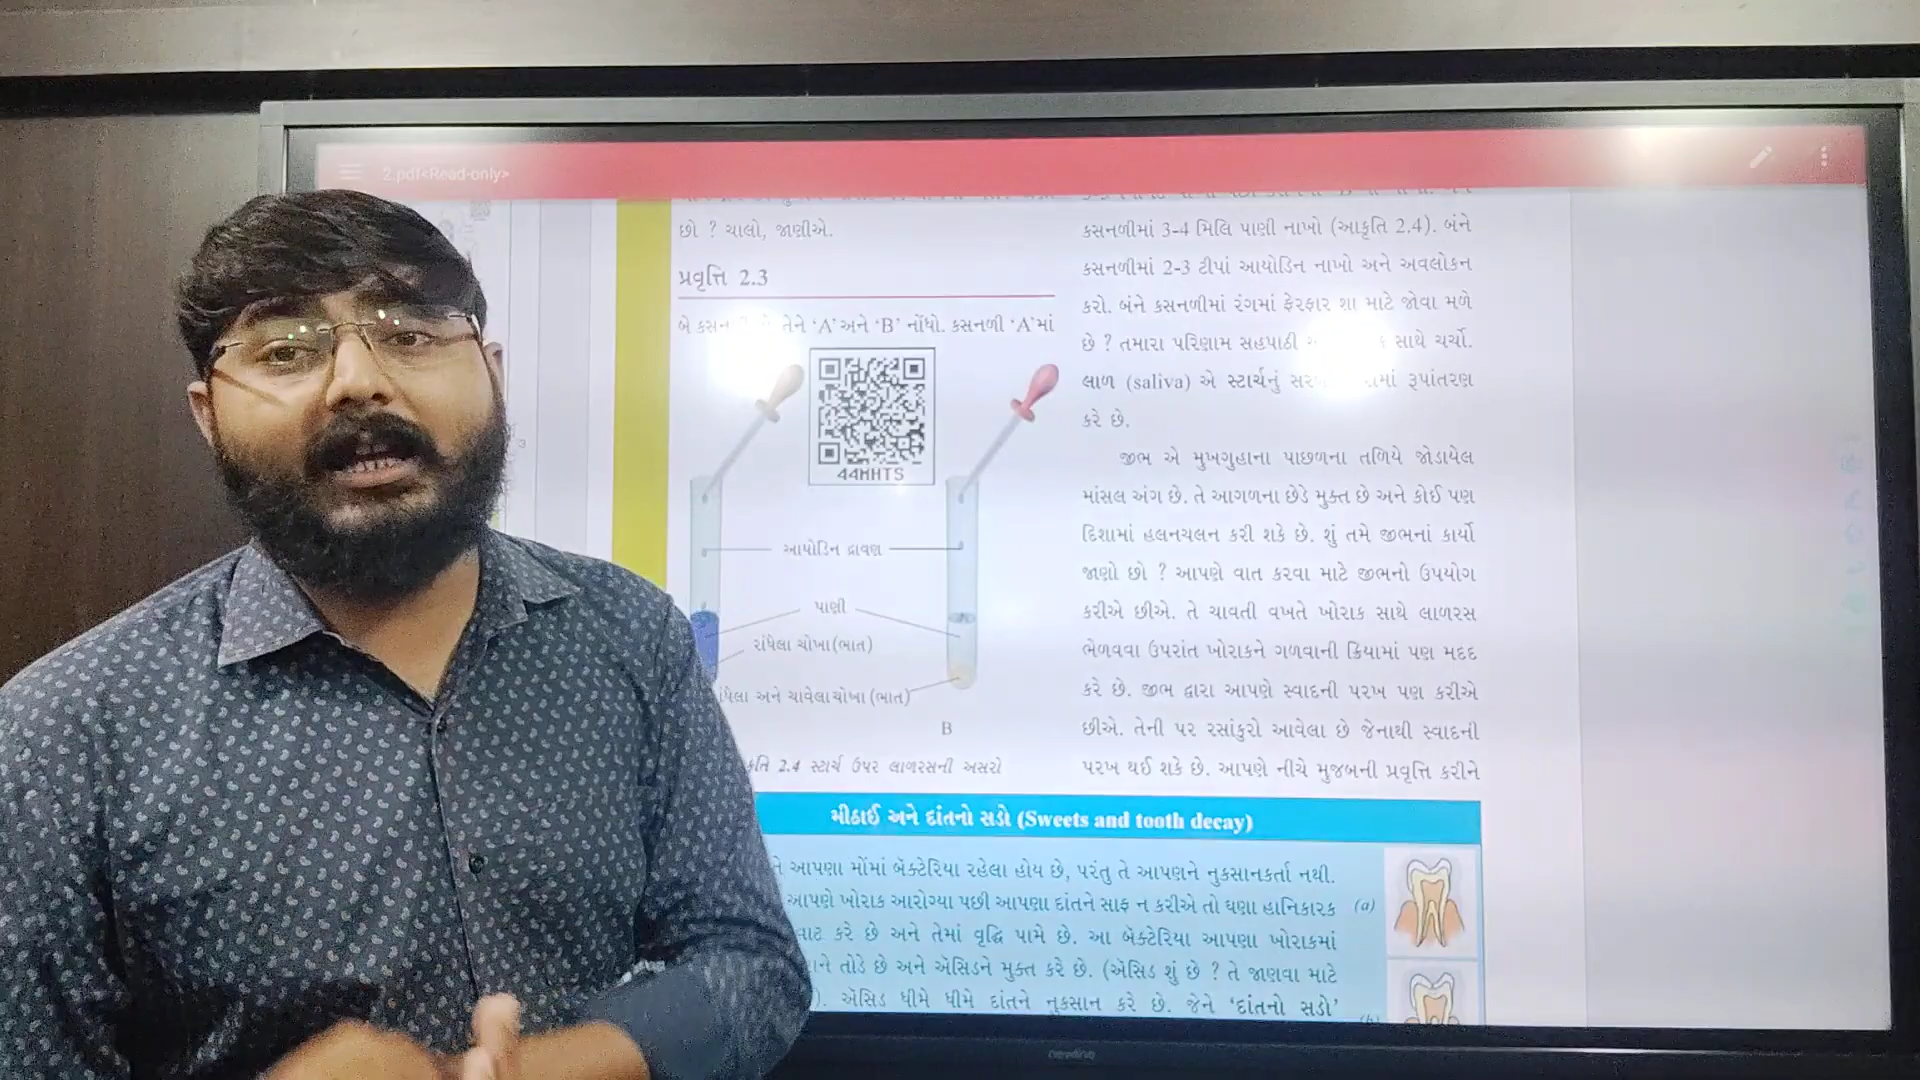 2.pdf<Read-only>
છો ? ચાલો, જાણીએ.
પ્રવૃત્તિ 2.3
બે તેને ‘A’ અને ‘B’ નોંધો. કસનળી ‘A’માં
44HHTS
આયોડિન દ્રાવણ
પાણી
રાંધેલા ચોખા(ભાત)
અને ચાવેલા ચોખા (ભાત)
B
2.4 સ્ટાર્ચ ઉપર લાળરસની અસરો
કસનળીમાં 3-4 મિલિ પાણી નાખો (આકૃતિ 2.4). બંને
કસનળીમાં 2-3 ટીપાં આયોડિન નાખો અને અવલોકન
કરો. બંને કસનળીમાં રંગમાં ફેરફાર શા માટે જોવા મળે
છે ? તમારા પરિણામ સહપાઠી સાથે ચર્ચો.
લાળ (saliva) એ સ્ટાર્ચનું રૂપાંતરણ
કરે છે.
જીભ એ મુખગુહાના પાછળના તળિયે જોડાયેલ
માંસલ અંગ છે. તે આગળના છેડે મુક્ત છે અને કોઈ પણ
દિશામાં હલનચલન કરી શકે છે. શું તમે જીભનાં કાર્યો
જાણો છો ? આપણે વાત કરવા માટે જીભનો ઉપયોગ
કરીએ છીએ. તે ચાવતી વખતે ખોરાક સાથે લાળરસ
ભેળવવા ઉપરાંત ખોરાકને ગળવાની ક્રિયામાં પણ મદદ
કરે છે. જીભ દ્વારા આપણે સ્વાદની પરખ પણ કરીએ
છીએ. તેની પર રસાંકુરો આવેલા છે જેનાથી સ્વાદની
પરખ થઈ શકે છે. આપણે નીચે મુજબની પ્રવૃત્તિ કરીને
મીઠાઈ અને દાંતનો સડો (Sweets and tooth decay)
આપણા મોંમાં બૅક્ટેરિયા રહેલા હોય છે, પરંતુ તે આપણને નુકસાનકર્તા નથી.
આપણે ખોરાક આરોગ્યા પછી આપણા દાંતને સાફ ન કરીએ તો ઘણા હાનિકારક
કરે છે અને તેમાં વૃદ્ધિ પામે છે. આ બૅક્ટેરિયા આપણા ખોરાકમાં
તોડે છે અને ઍસિડને મુક્ત કરે છે. (ઍસિડ શું છે ? તે જાણવા માટે
ઍસિડ ધીમે ધીમે દાંતને નુકસાન કરે છે. જેને ‘દાંતનો સડો’
(a)
(b)
newline